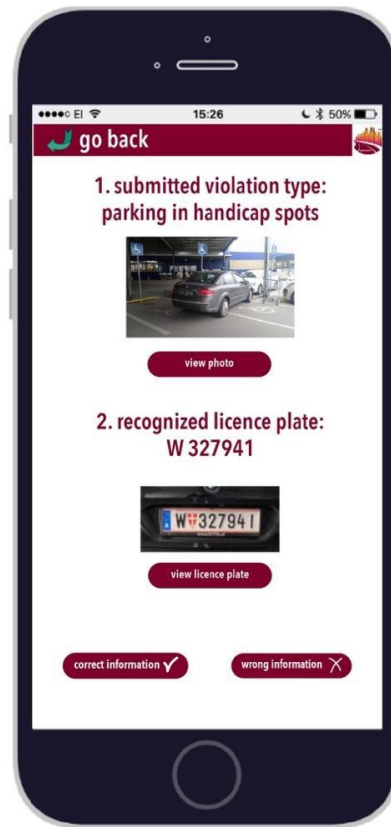 EI
15:26
50%
go back
1. submitted violation type:
parking in handicap spots
view photo
2. recognized licence plate:
W 327941
W 327941
view licence plate
correct information
wrong information